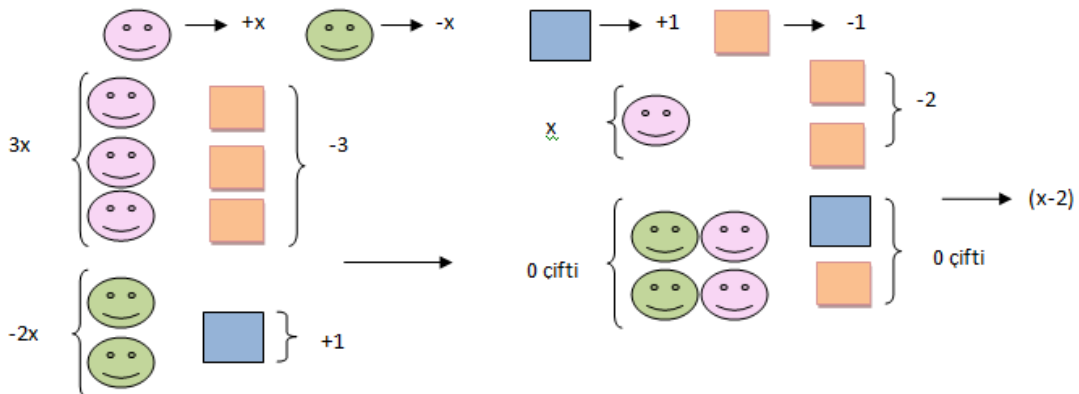 +x
-x
+1
-1
3x
-3
x
-2
(x-2)
0 çifti
0 çifti
-2x
+1